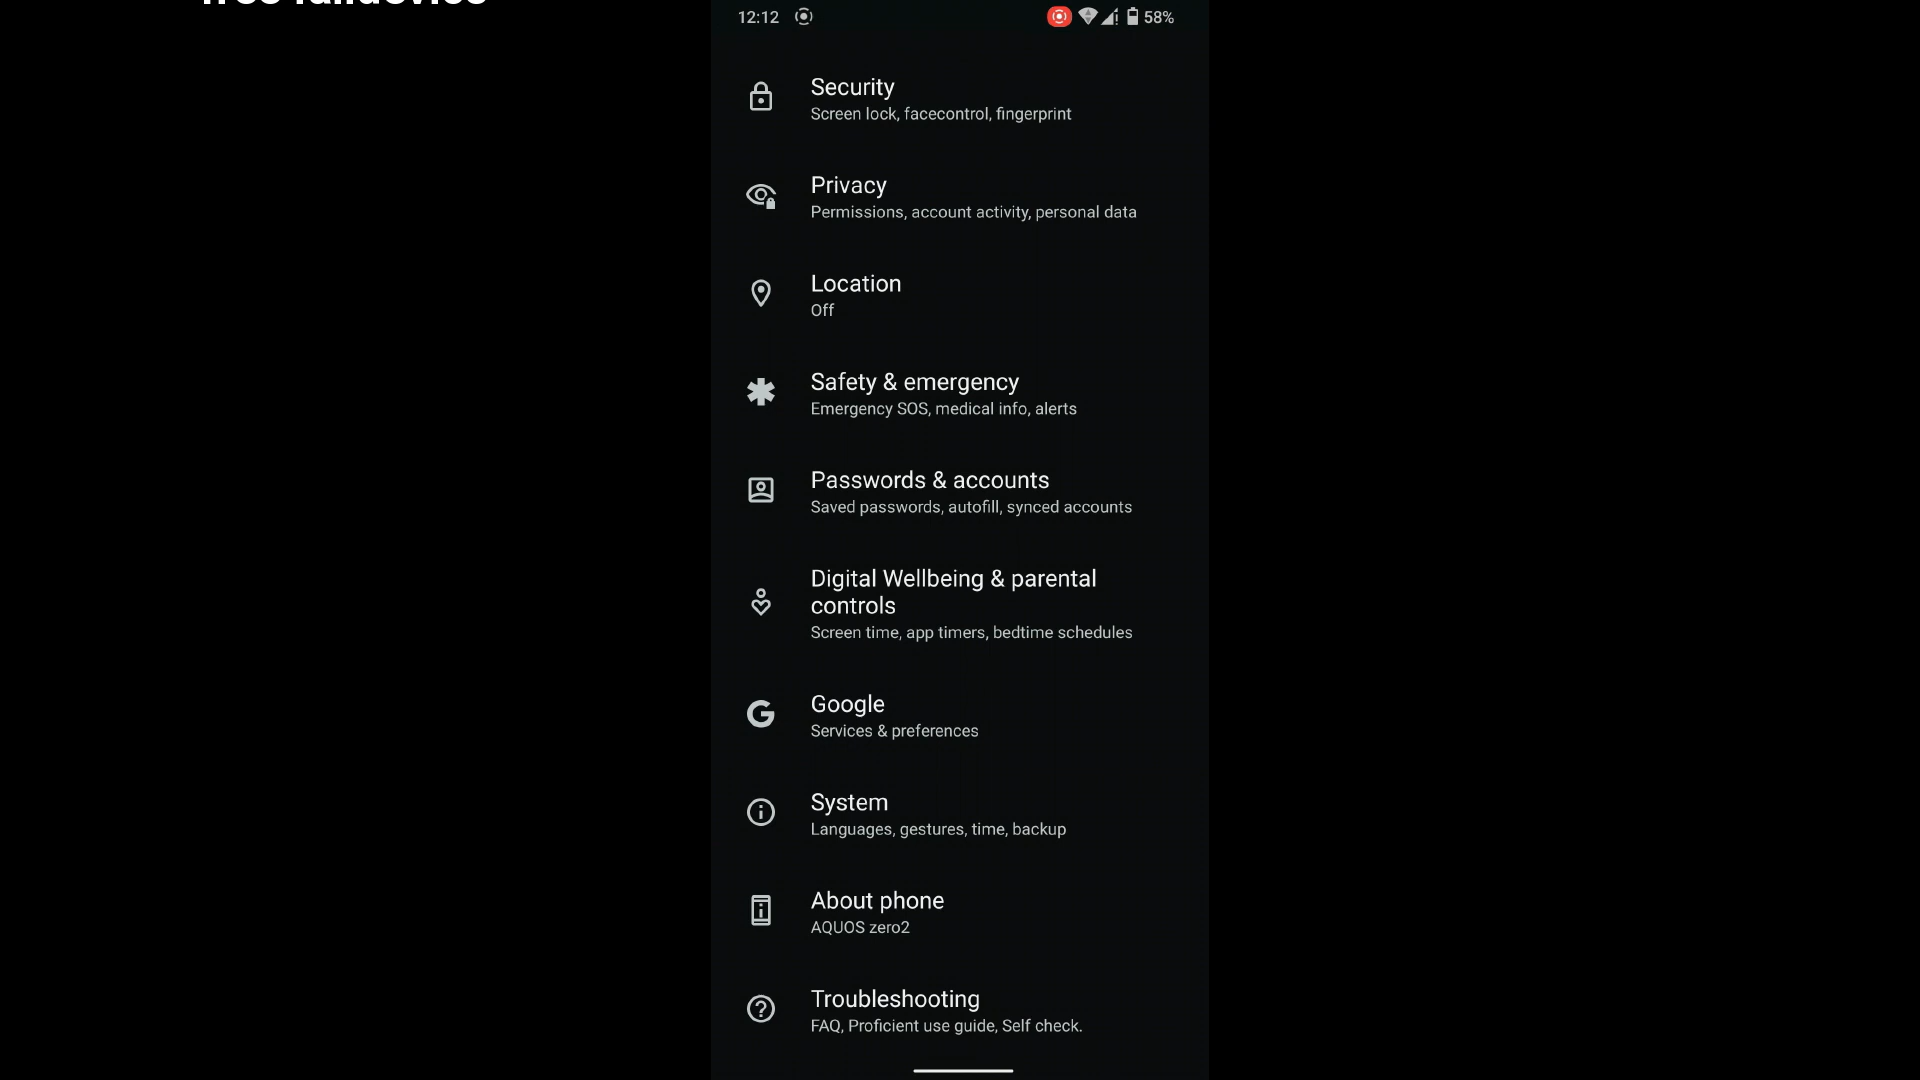 12:12
58%
Security
Screen lock, facecontrol, fingerprint
Privacy
Permissions, account activity, personal data
Location
Off
Safety & emergency
Emergency SOS, medical info, alerts
Passwords & accounts
Saved passwords, autofill, synced accounts
Digital Wellbeing & parental
controls
Screen time, app timers, bedtime schedules
Google
Services & preferences
System
Languages, gestures, time, backup
About phone
AQUOS zero2
Troubleshooting
FAQ, Proficient use guide, Self check.